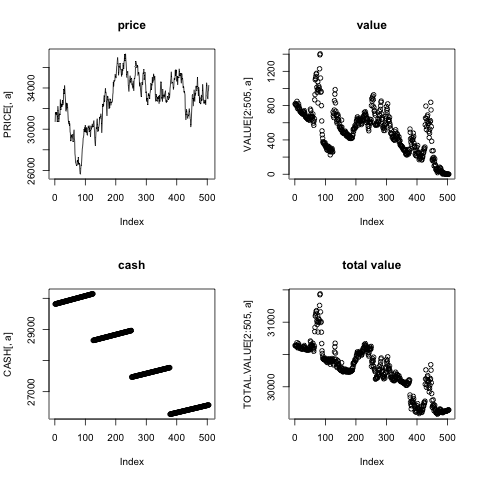 price
PRICE[, a]
26000
30000
34000
0
100
200
300
400
500
Index
value
VALUE[2:505, a]
0
400
800
1200
0
100
200
300
400
500
Index
cash
CASH[, a]
27000
29000
0
100
200
300
400
500
Index
total value
TOTAL.VALUE[2:505, a]
30000
31000
0
100
200
300
400
500
Index